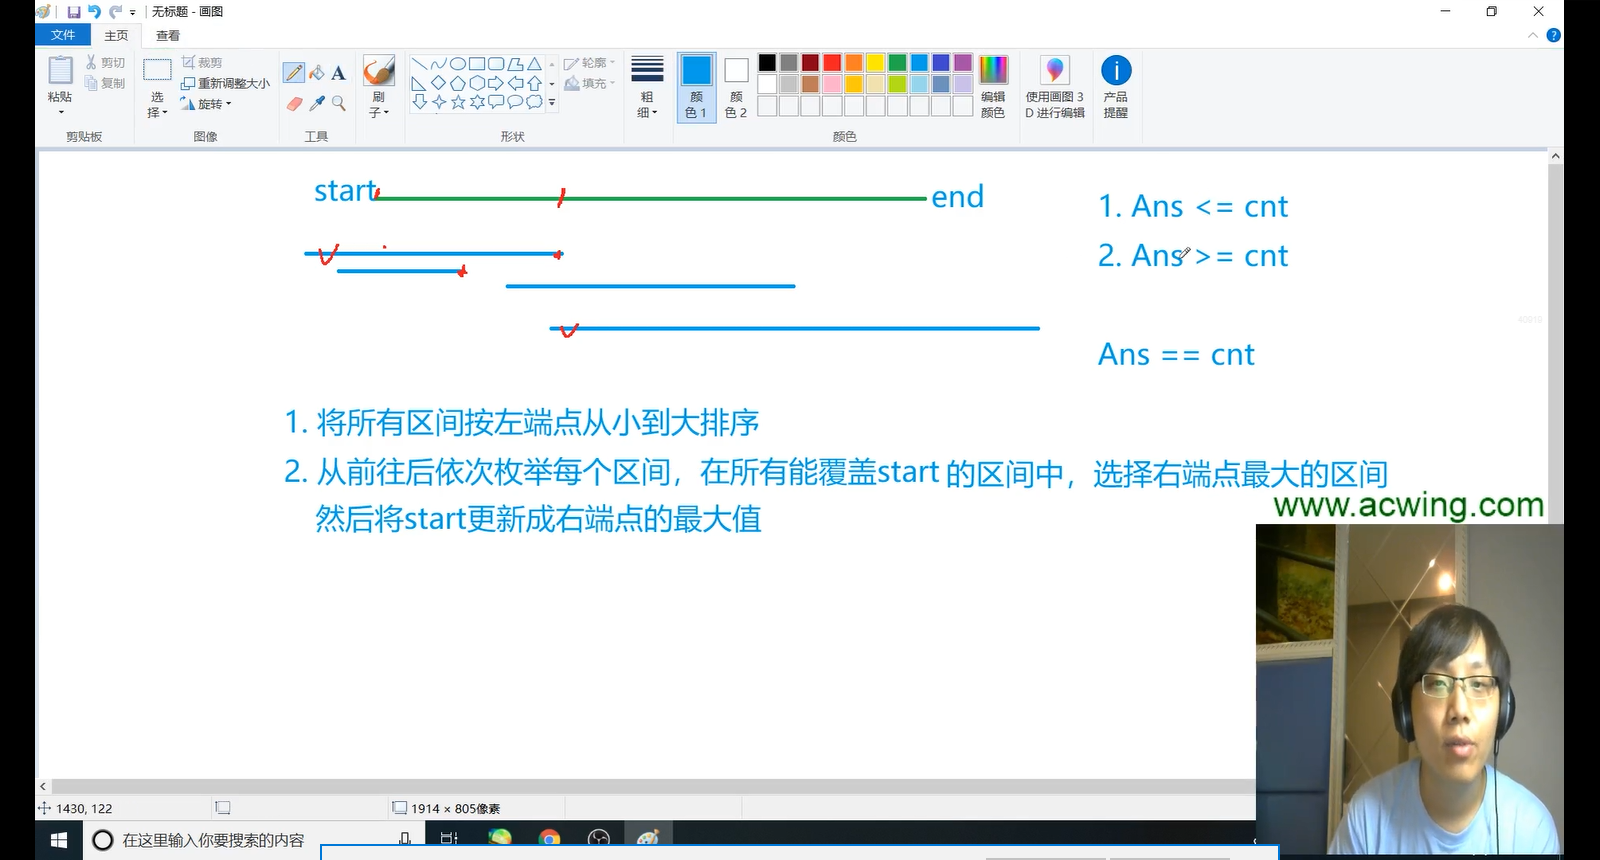 无标题 - 画图
文件 主页 查看
粘贴
剪切
复制
剪贴板
选择
裁剪
重新调整大小
旋转
图像
A
工具
刷子
轮廓
填充
形状
粗细
颜色 1
颜色 2
编辑颜色
颜色
使用画图 3D 进行编辑
产品提醒
start
end
1. Ans <= cnt
2. Ans >= cnt
Ans == cnt
1. 将所有区间按左端点从小到大排序
2. 从前往后依次枚举每个区间，在所有能覆盖start 的区间中，选择右端点最大的区间
然后将start更新成右端点的最大值
www.acwing.com
1430, 122
1914 × 805像素
在这里输入你要搜索的内容